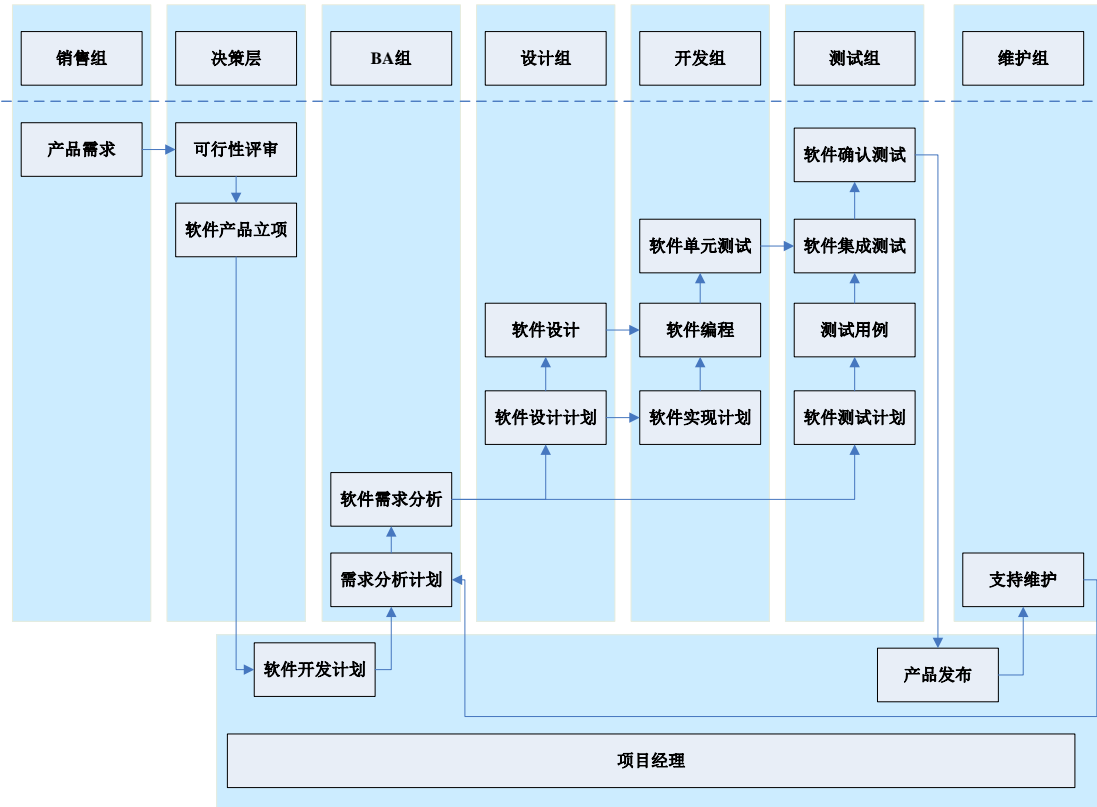 销售组
决策层
BA组
设计组
开发组
测试组
维护组
产品需求
可行性评审
软件确认测试
软件产品立项
软件单元测试
软件集成测试
软件设计
软件编程
测试用例
软件设计计划
软件实现计划
软件测试计划
软件需求分析
需求分析计划
支持维护
软件开发计划
产品发布
项目经理